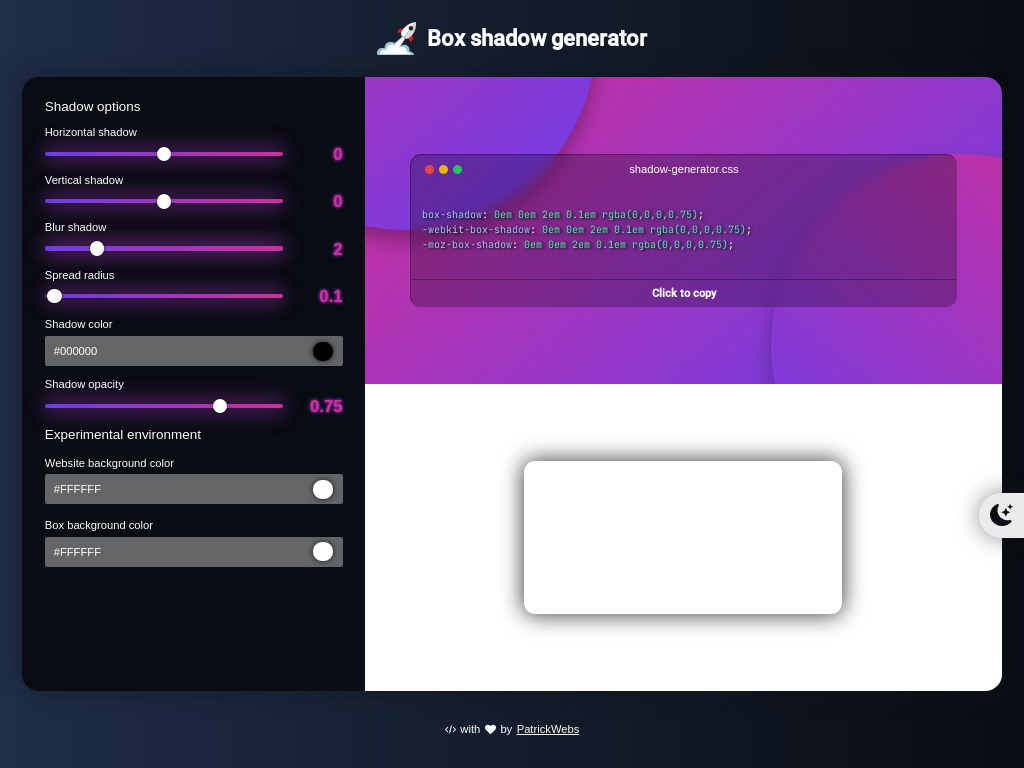 Box shadow generator
Shadow options
Horizontal shadow
0
Vertical shadow
0
Blur shadow
2
Spread radius
0.1
Shadow color
#000000
Shadow opacity
0.75
Experimental environment
Website background color
#FFFFFF
Box background color
#FFFFFF
shadow-generator.css
box-shadow: 0em 0em 2em 0.1em rgba(0,0,0,0.75);
-webkit-box-shadow: 0em 0em 2em 0.1em rgba(0,0,0,0.75);
-moz-box-shadow: 0em 0em 2em 0.1em rgba(0,0,0,0.75);
Click to copy
with by PatrickWebs